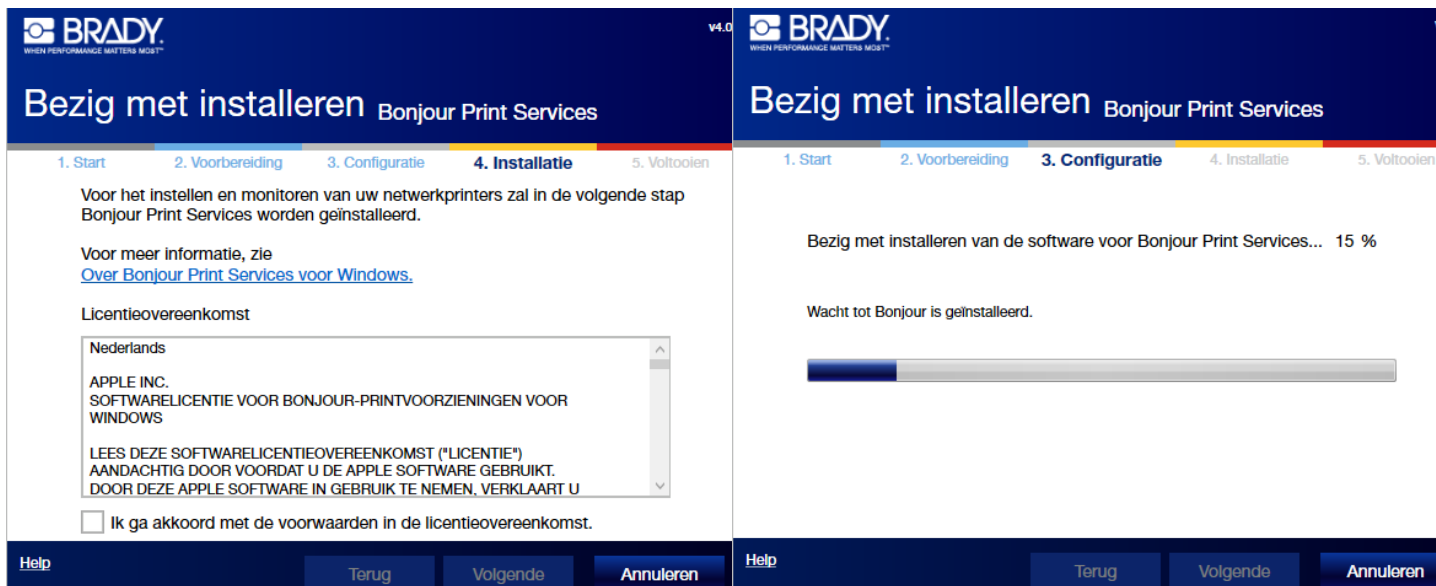 BRADY.
WHEN PERFORMANCE MATTERS MOST™
v4.0
Bezig met installeren Bonjour Print Services
1. Start 2. Voorbereiding 3. Configuratie 4. Installatie 5. Voltooien
Voor het instellen en monitoren van uw netwerkprinters zal in de volgende stap
Bonjour Print Services worden geïnstalleerd.
Voor meer informatie, zie
Over Bonjour Print Services voor Windows.
Licentieovereenkomst
Nederlands
APPLE INC.
SOFTWARELICENTIE VOOR BONJOUR-PRINTVOORZIENINGEN VOOR
WINDOWS
LEES DEZE SOFTWARELICENTIEOVEREENKOMST ("LICENTIE")
AANDACHTIG DOOR VOORDAT U DE APPLE SOFTWARE GEBRUIKT.
DOOR DEZE APPLE SOFTWARE IN GEBRUIK TE NEMEN, VERKLAART U
Ik ga akkoord met de voorwaarden in de licentieovereenkomst.
Help Terug Volgende Annuleren
BRADY.
WHEN PERFORMANCE MATTERS MOST™
Bezig met installeren Bonjour Print Services
1. Start 2. Voorbereiding 3. Configuratie 4. Installatie 5. Voltooien
Bezig met installeren van de software voor Bonjour Print Services... 15 %
Wacht tot Bonjour is geïnstalleerd.
Help Terug Volgende Annuleren